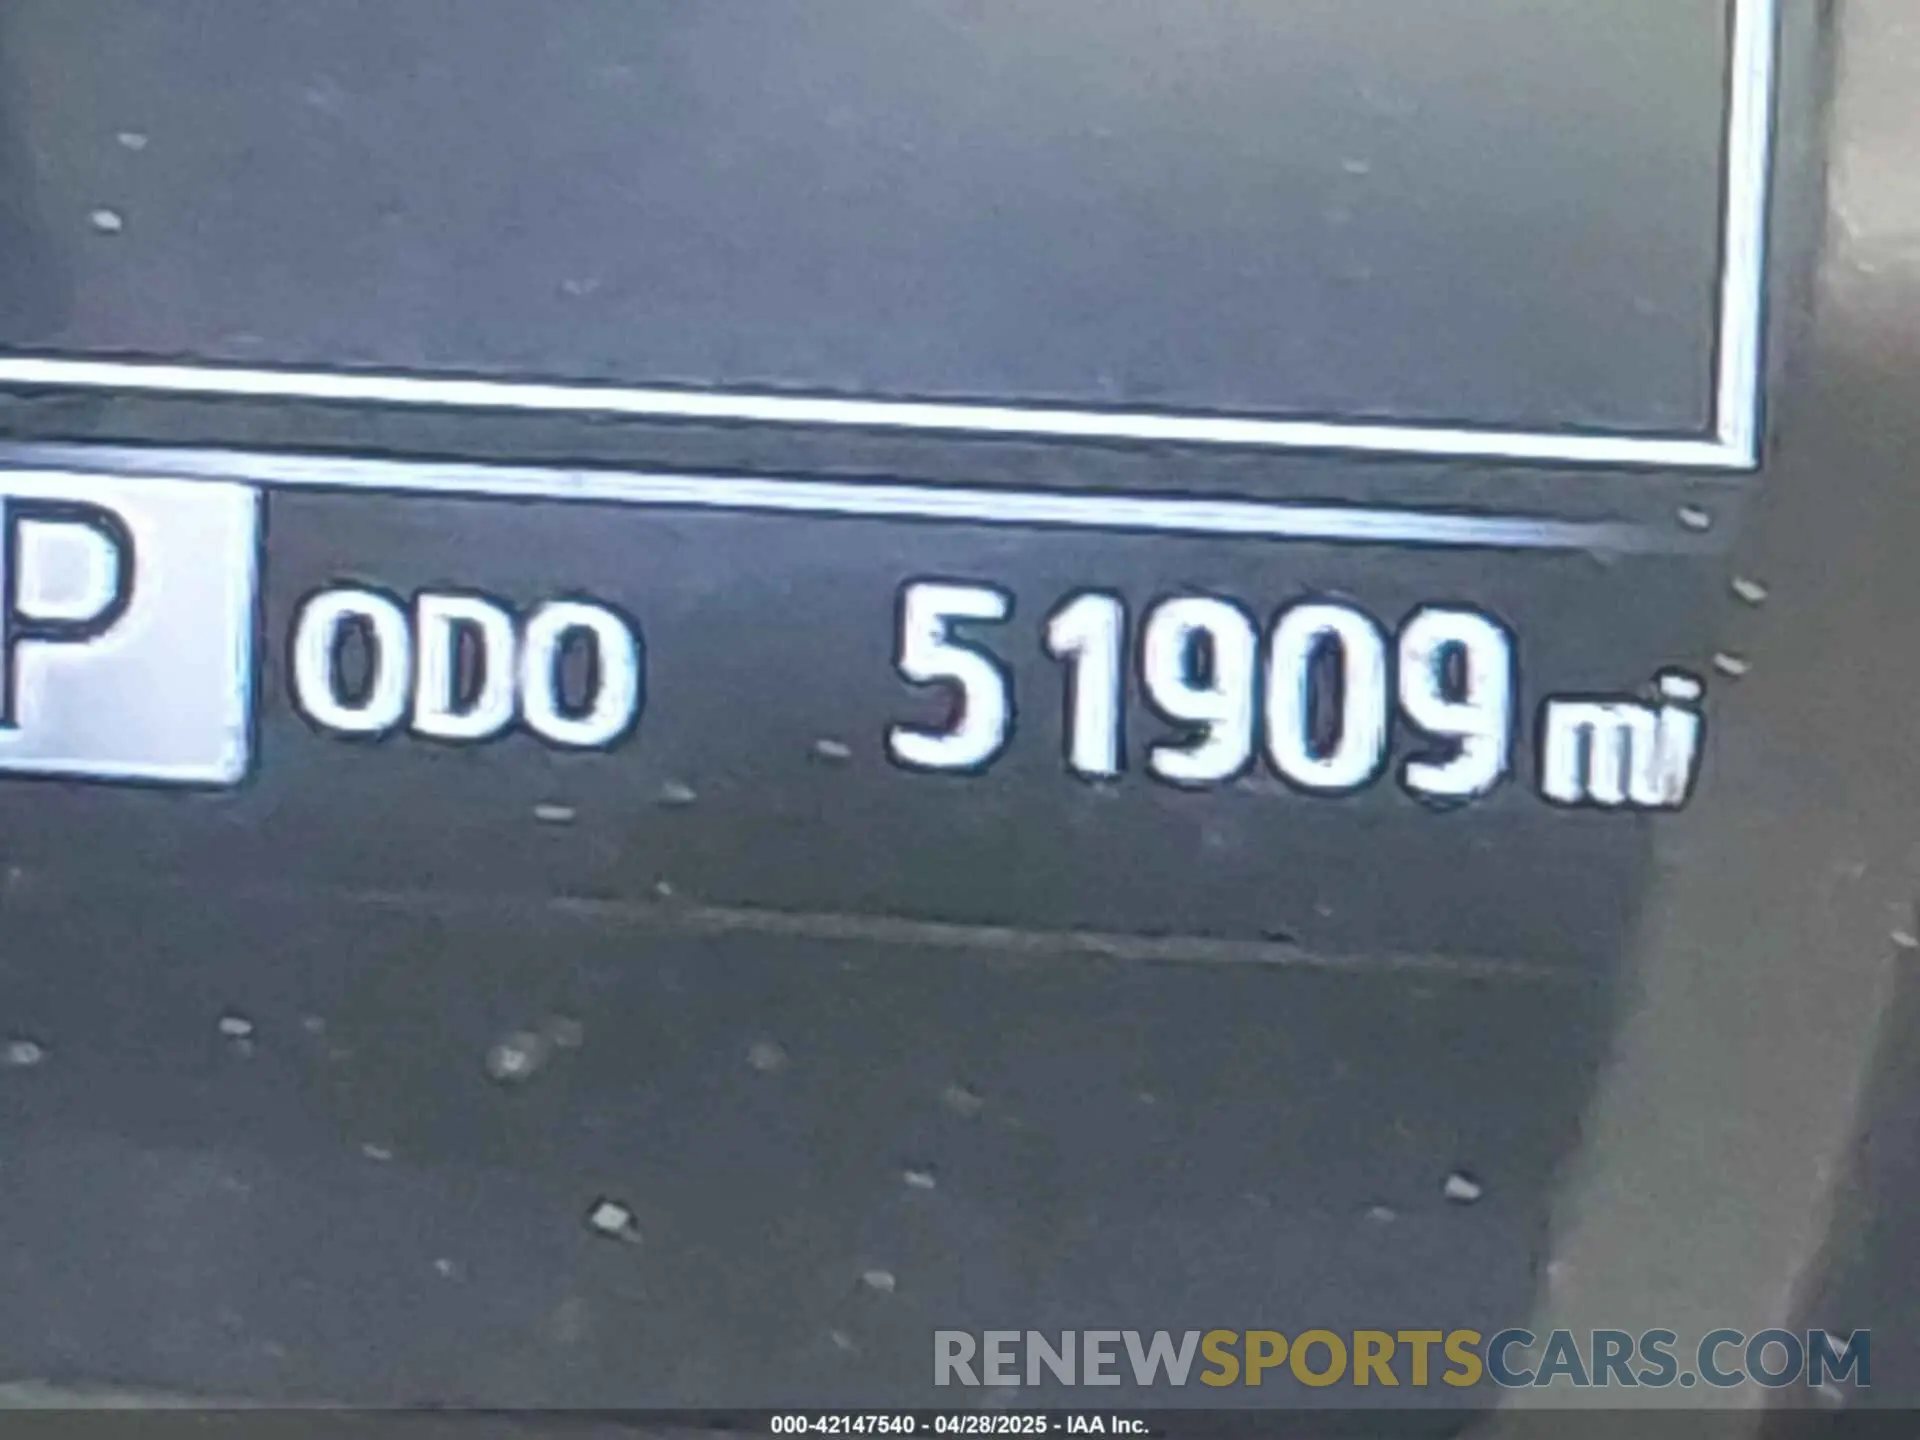 P ODO 51909 mi
RENEWSPORTSCARS.COM
000-42147540 - 04/28/2025 - IAA Inc.